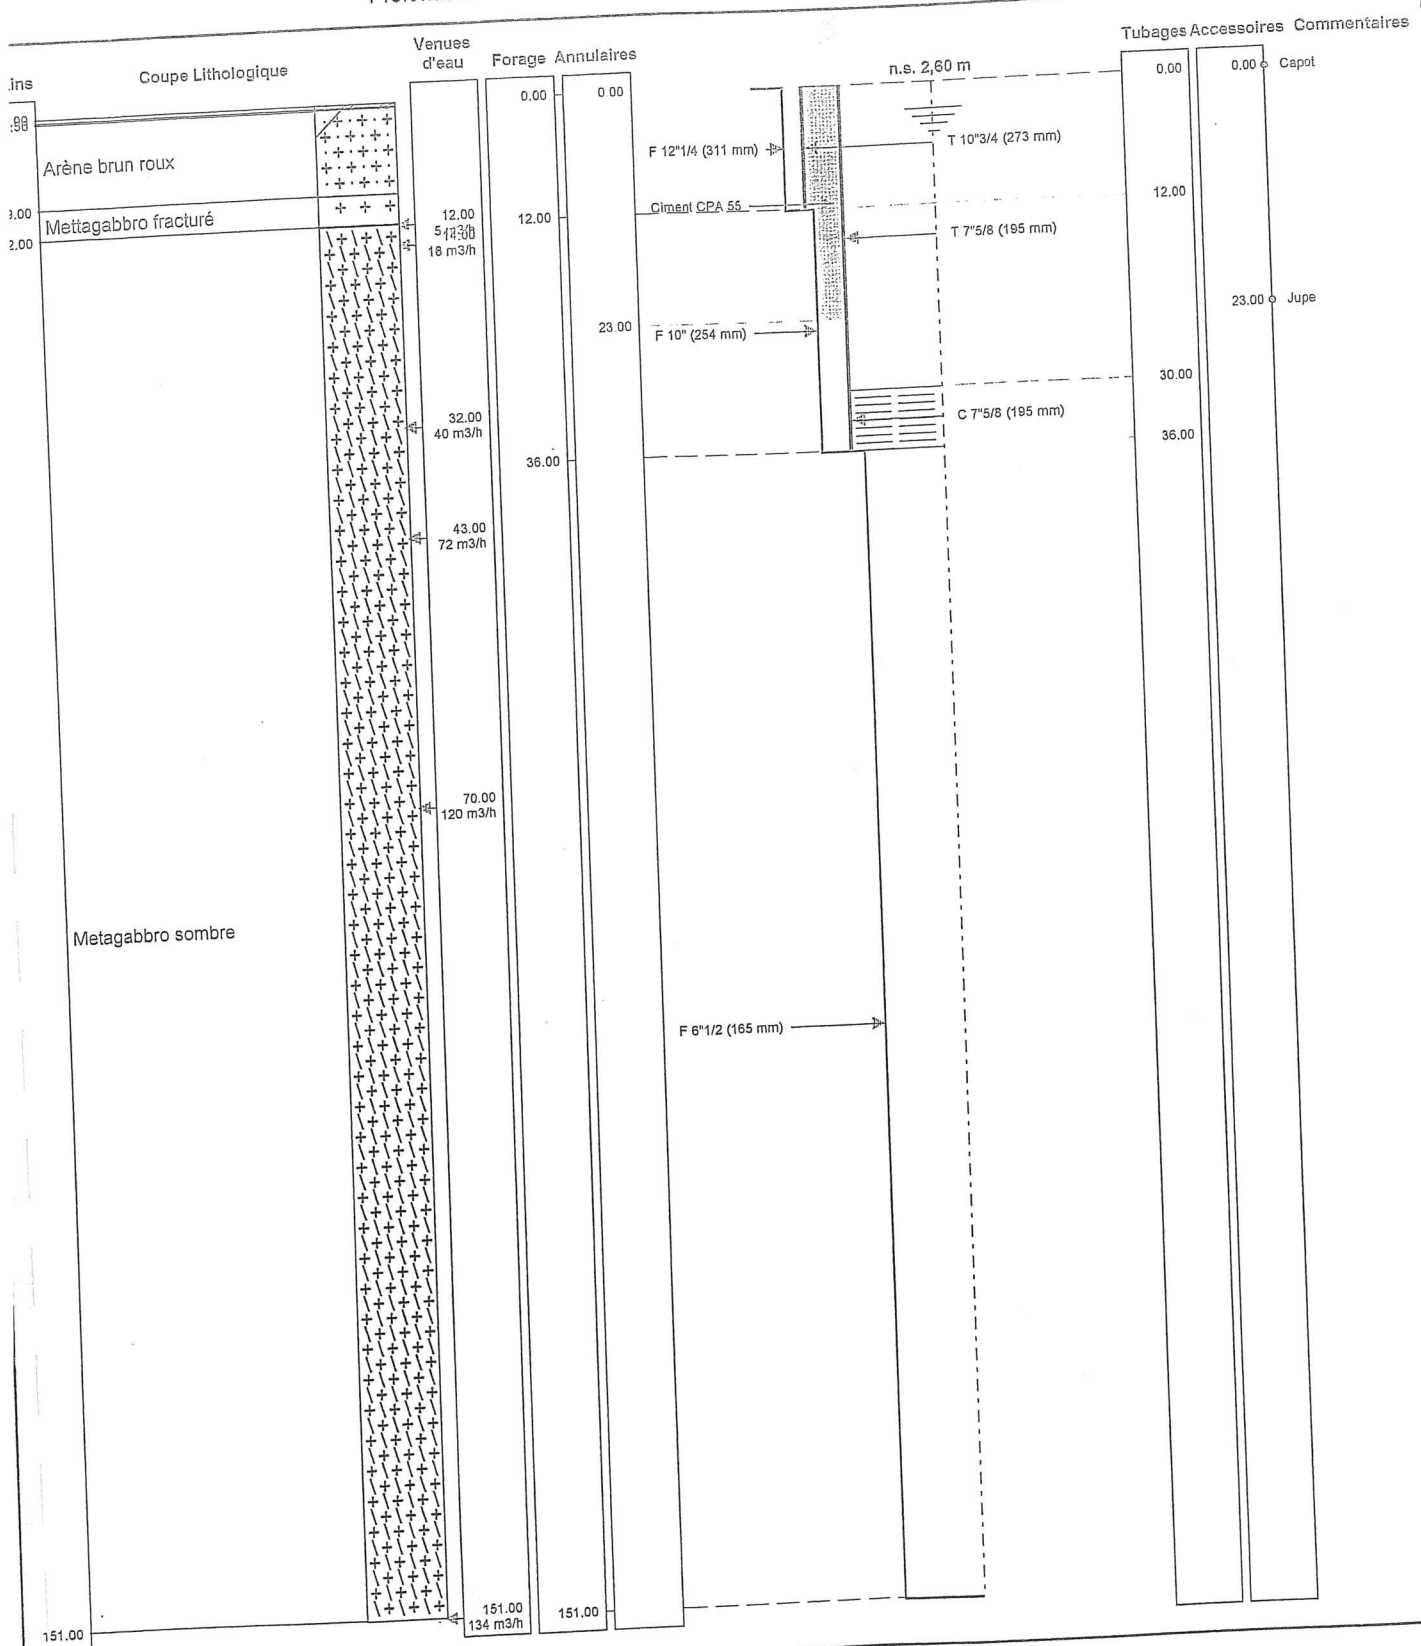 Venues
d'eau
Forage
Annulaires
Tubages
Accessoires
Commentaires
Coupe Lithologique
n.s. 2,60 m
0.00
0.00
0.00
0.00
Capot
Arène brun roux
F 12"1/4 (311 mm)
T 10"3/4 (273 mm)
12.00
Mettagabbro fracturé
12.00
5 m3/h
14.00
18 m3/h
12.00
Ciment CPA 55
T 7"5/8 (195 mm)
23.00
F 10" (254 mm)
23.00
Jupe
30.00
32.00
40 m3/h
C 7"5/8 (195 mm)
36.00
36.00
43.00
72 m3/h
70.00
120 m3/h
Metagabbro sombre
F 6"1/2 (165 mm)
151.00
151.00
134 m3/h
151.00